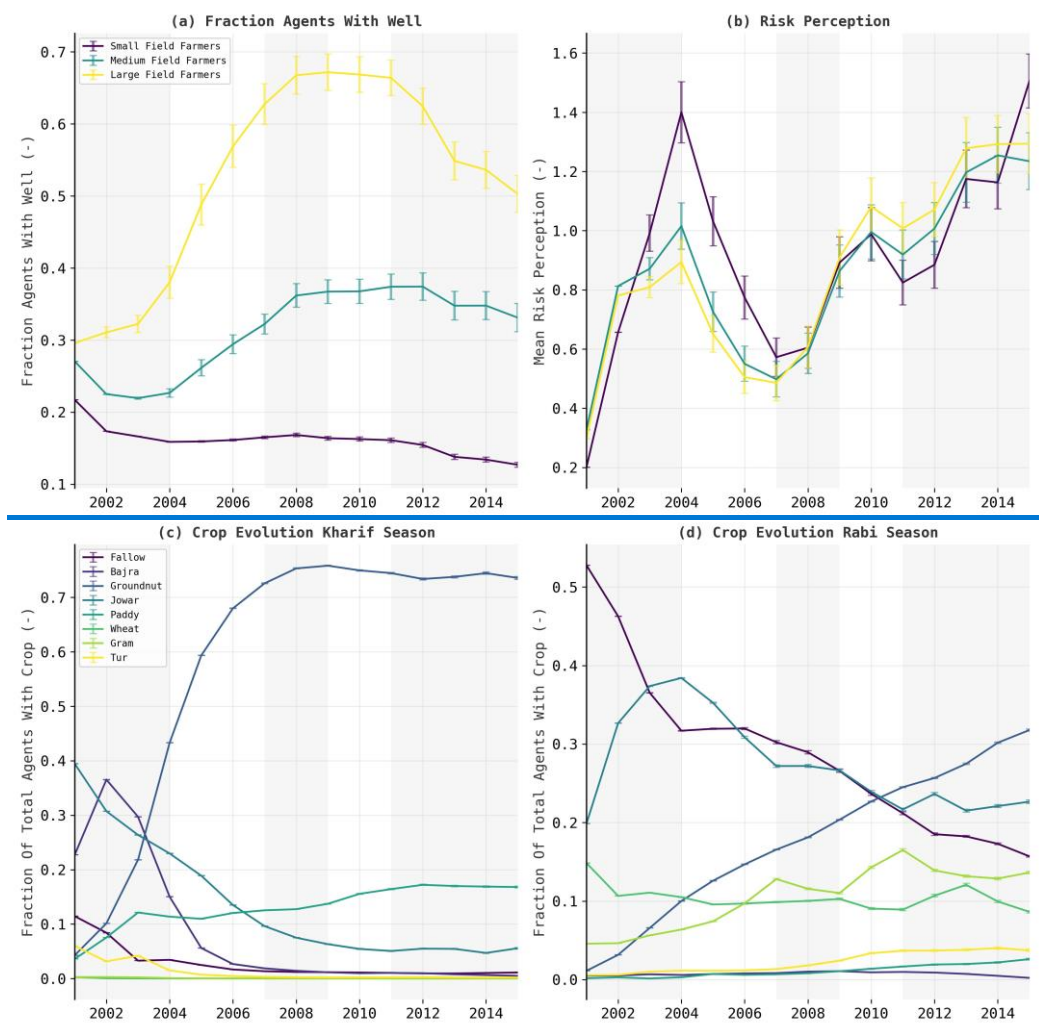 (a) Fraction Agents With Well
Fraction Agents With Well (-)
0.7
0.6
0.5
0.4
0.3
0.2
0.1
Small Field Farmers
Medium Field Farmers
Large Field Farmers
2002 2004 2006 2008 2010 2012 2014
(b) Risk Perception
Mean Risk Perception (-)
1.6
1.4
1.2
1.0
0.8
0.6
0.4
0.2
2002 2004 2006 2008 2010 2012 2014
(c) Crop Evolution Kharif Season
Fraction Of Total Agents With Crop (-)
0.7
0.6
0.5
0.4
0.3
0.2
0.1
0.0
Fallow
Bajra
Groundnut
Jowar
Paddy
Wheat
Gram
Tur
2002 2004 2006 2008 2010 2012 2014
(d) Crop Evolution Rabi Season
Fraction Of Total Agents With Crop (-)
0.5
0.4
0.3
0.2
0.1
0.0
2002 2004 2006 2008 2010 2012 2014